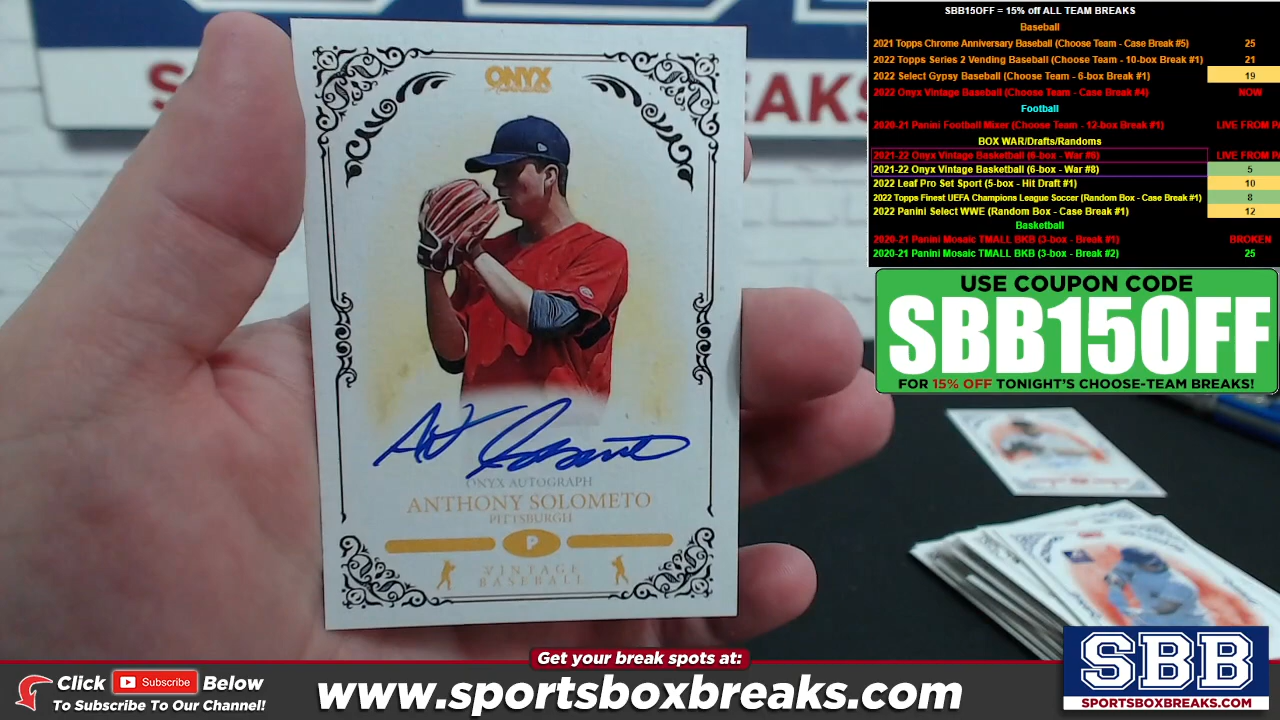 SBB15OFF = 15% off ALL TEAM BREAKS
Baseball
2021 Topps Chrome Anniversary Baseball (Choose Team - Case Break #5) 25
2022 Topps Series 2 Vending Baseball (Choose Team - 10-box Break #1) 21
2022 Select Gypsy Baseball (Choose Team - 6-box Break #1) 19
2022 Onyx Vintage Baseball (Choose Team - Case Break #4) NOW
Football
2020-21 Panini Football Mixer (Choose Team - 12-box Break #1) LIVE FROM
BOX WAR/Drafts/Randoms
2021-22 Onyx Vintage Basketball (6-box - War #6) LIVE FROM
2021-22 Onyx Vintage Basketball (6-box - War #8) 5
2022 Leaf Pro Set Sport (5-box - Hit Draft #1) 10
2022 Topps Finest UEFA Champions League Soccer (Random Box - Case Break #1) 8
2022 Panini Select WWE (Random Box - Case Break #1) 12
Basketball
2020-21 Panini Mosaic TMALL BKB (3-box - Break #1) BROKEN
2020-21 Panini Mosaic TMALL BKB (3-box - Break #2) 25
USE COUPON CODE
SBB15OFF
FOR 15% OFF TONIGHT'S CHOOSE-TEAM BREAKS!
ONYX
ONYX AUTOGRAPH
ANTHONY SOLOMETO
PITTSBURGH
P
VINTAGE
BASEBALL
Get your break spots at:
www.sportsboxbreaks.com
Click Subscribe Below
To Subscribe To Our Channel!
SBB
SPORTSBOXBREAKS.COM